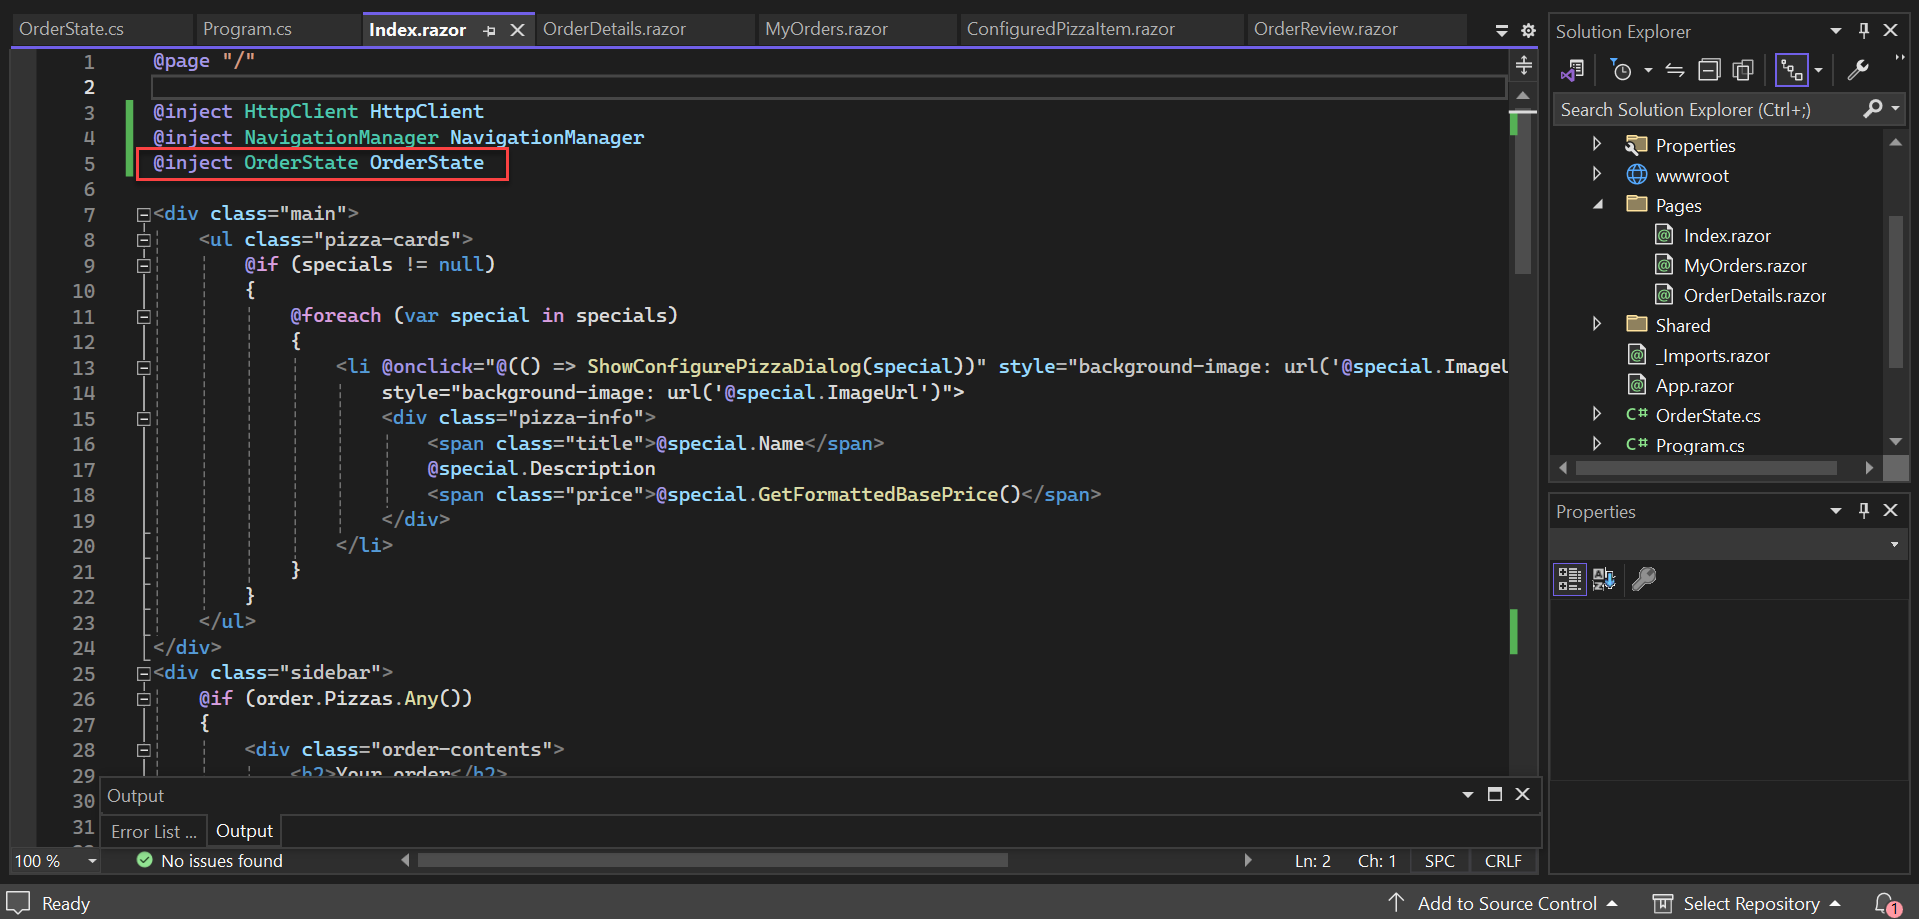 OrderState.cs
Program.cs
Index.razor
OrderDetails.razor
MyOrders.razor
ConfiguredPizzaItem.razor
OrderReview.razor
1 @page "/"
2
3 @inject HttpClient HttpClient
4 @inject NavigationManager NavigationManager
5 @inject OrderState OrderState
6
7 <div class="main">
8 <ul class="pizza-cards">
9 @if (specials != null)
10 {
11 @foreach (var special in specials)
12 {
13 <li @onclick="@(() => ShowConfigurePizzaDialog(special))" style="background-image: url('@special.ImageU
14 style="background-image: url('@special.ImageUrl')">
15 <div class="pizza-info">
16 <span class="title">@special.Name</span>
17 @special.Description
18 <span class="price">@special.GetFormattedBasePrice()</span>
19 </div>
20 </li>
21 }
22 }
23 </ul>
24 </div>
25 <div class="sidebar">
26 @if (order.Pizzas.Any())
27 {
28 <div class="order-contents">
29 <h2>Your order</h2>
30
31
Output
Error List ...
Output
100 %
No issues found
Ln: 2
Ch: 1
SPC
CRLF
Solution Explorer
Search Solution Explorer (Ctrl+;)
Properties
wwwroot
Pages
Index.razor
MyOrders.razor
OrderDetails.razor
Shared
_Imports.razor
App.razor
C# OrderState.cs
C# Program.cs
Properties
Ready
Add to Source Control
Select Repository
1